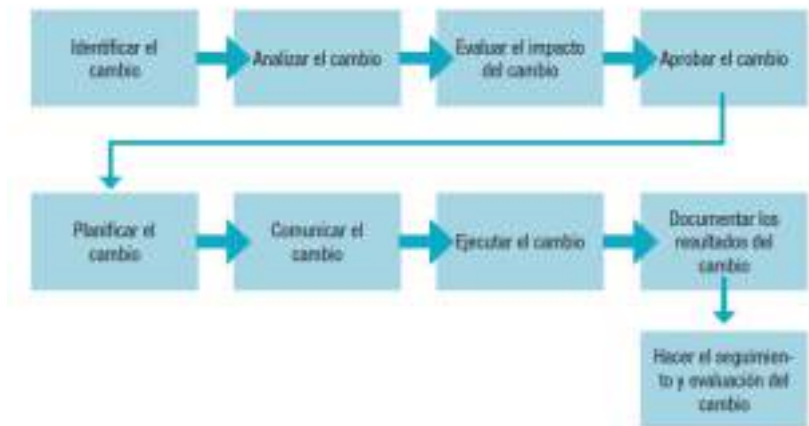 Identificar el
cambio
Analizar el cambio
Evaluar el impacto
del cambio
Aprobar el cambio
Planificar el
cambio
Comunicar el
cambio
Ejecutar el cambio
Documentar los
resultados del
cambio
Hacer el seguimien-
to y evaluación del
cambio